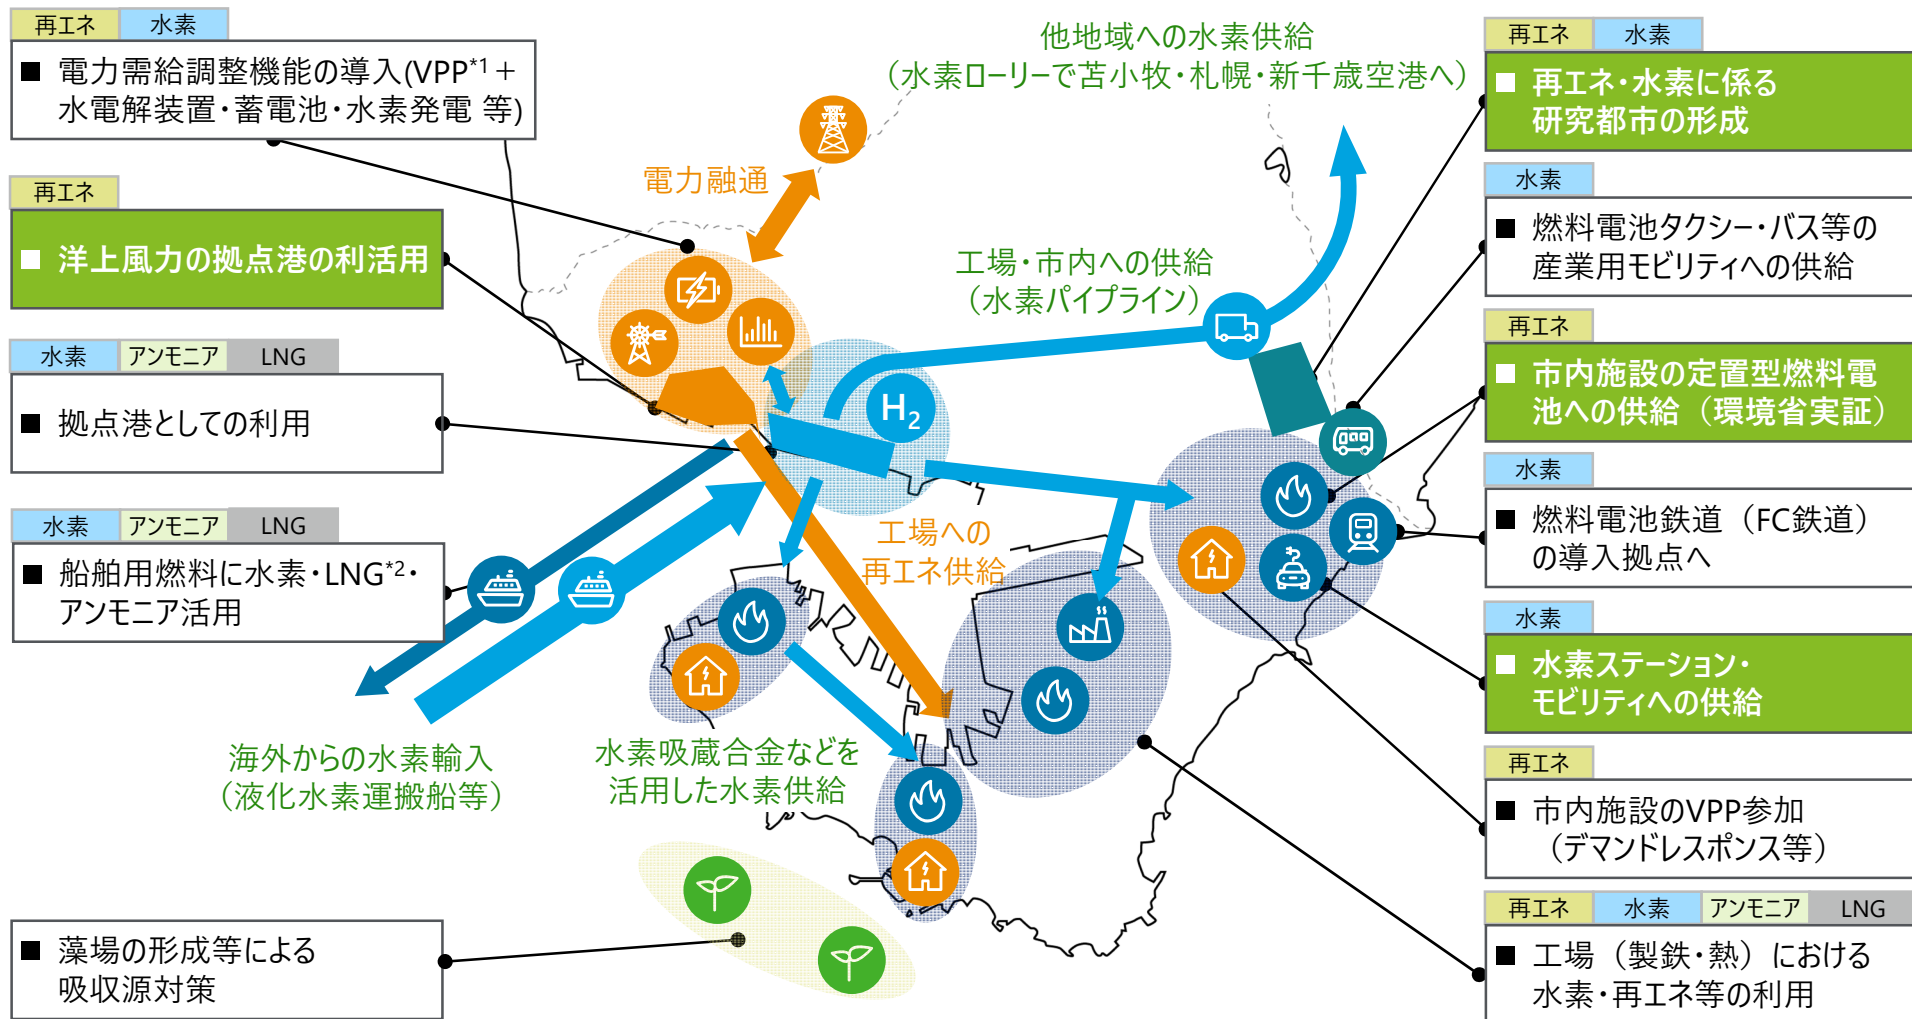 再エネ 水素
■ 電力需給調整機能の導入(VPP*1＋
水電解装置・蓄電池・水素発電 等)
再エネ
■ 洋上風力の拠点港の利活用
水素 アンモニア LNG
■ 拠点港としての利用
水素 アンモニア LNG
■ 船舶用燃料に水素・LNG*2・
アンモニア活用
■ 藻場の形成等による
吸収源対策
他地域への水素供給
（水素ローリーで苫小牧・札幌・新千歳空港へ）
電力融通
工場・市内への供給
（水素パイプライン）
H2
工場への
再エネ供給
海外からの水素輸入
（液化水素運搬船等）
水素吸蔵合金などを
活用した水素供給
再エネ 水素
■ 再エネ・水素に係る
研究都市の形成
水素
■ 燃料電池タクシー・バス等の
産業用モビリティへの供給
再エネ
■ 市内施設の定置型燃料電
池への供給（環境省実証）
水素
■ 燃料電池鉄道（FC鉄道）
の導入拠点へ
水素
■ 水素ステーション・
モビリティへの供給
再エネ
■ 市内施設のVPP参加
（デマンドレスポンス等）
再エネ 水素 アンモニア LNG
■ 工場（製鉄・熱）における
水素・再エネ等の利用